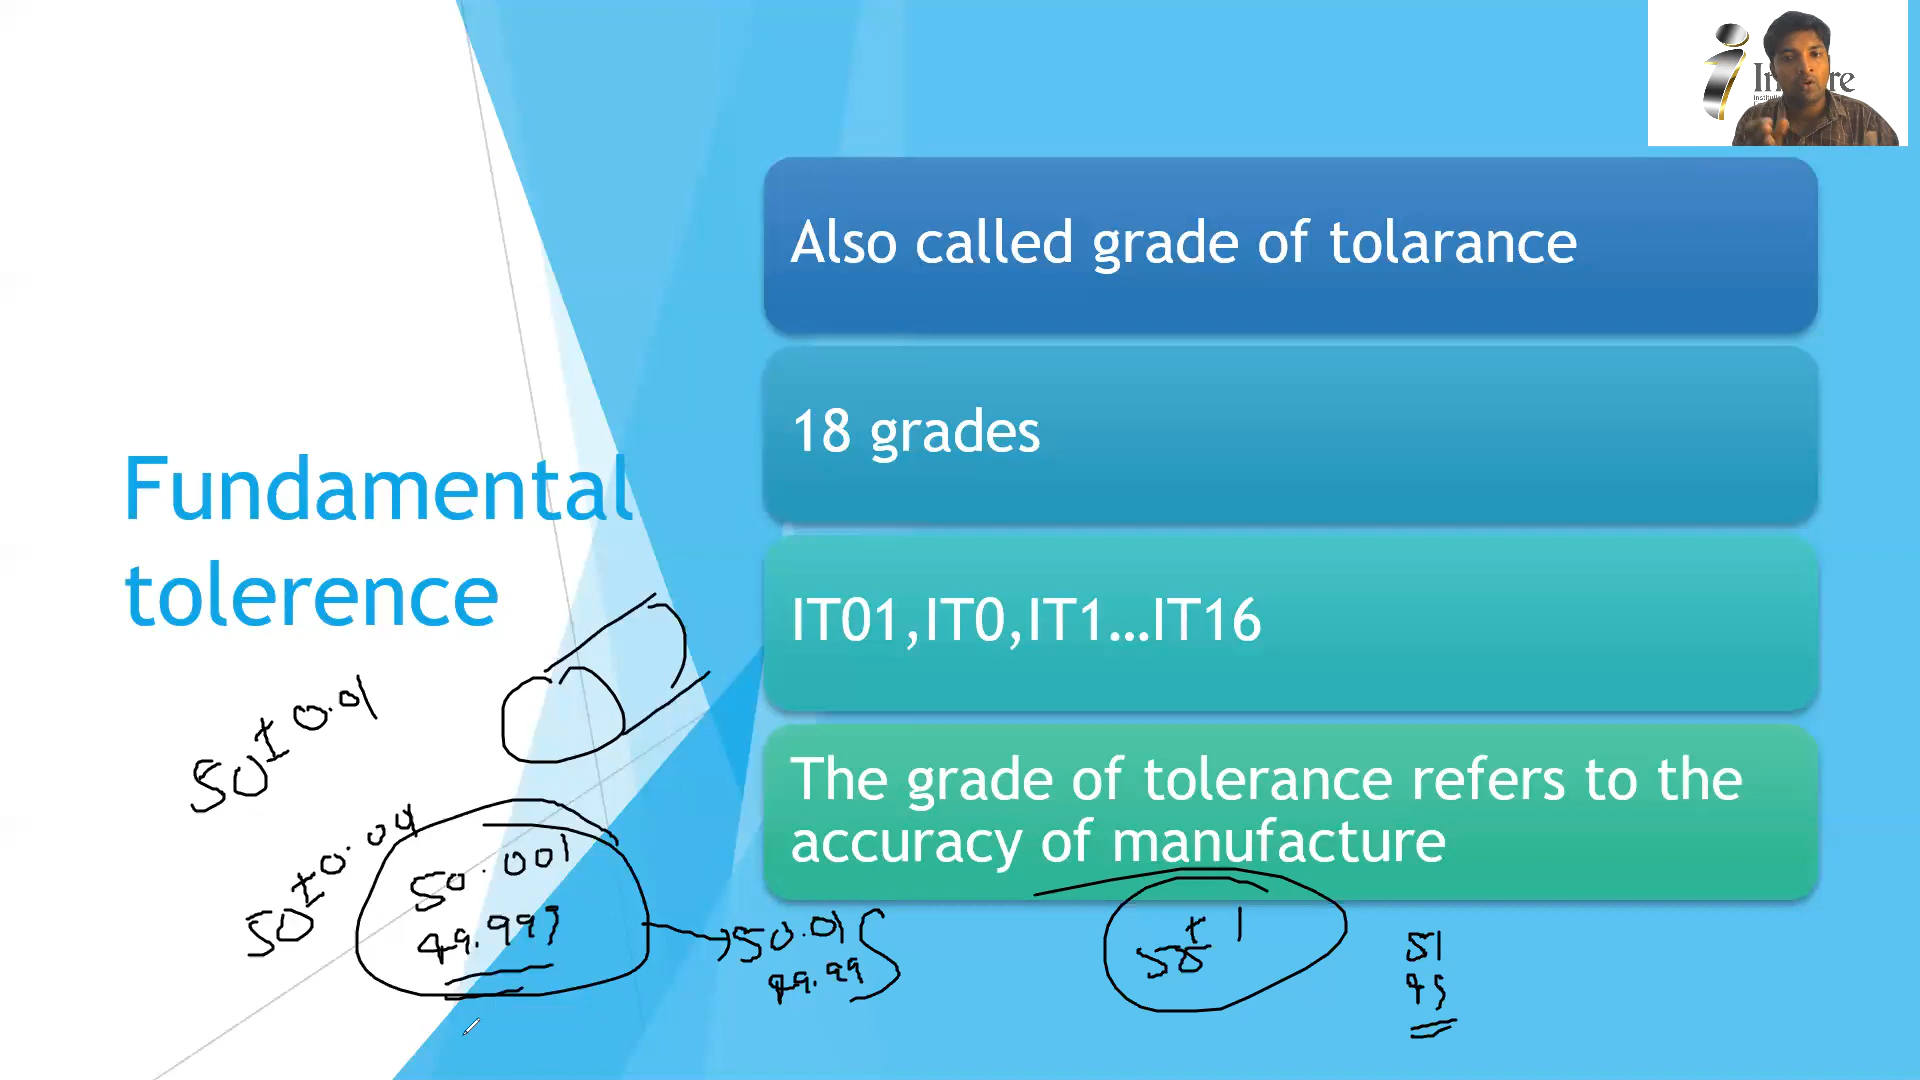 Also called grade of tolarance
18 grades
IT01,IT0,IT1...IT16
The grade of tolerance refers to the
accuracy of manufacture
Fundamental
tolerence
50±0.01
50±0.04
50.001
49.997
50.01
49.99
50±1
51